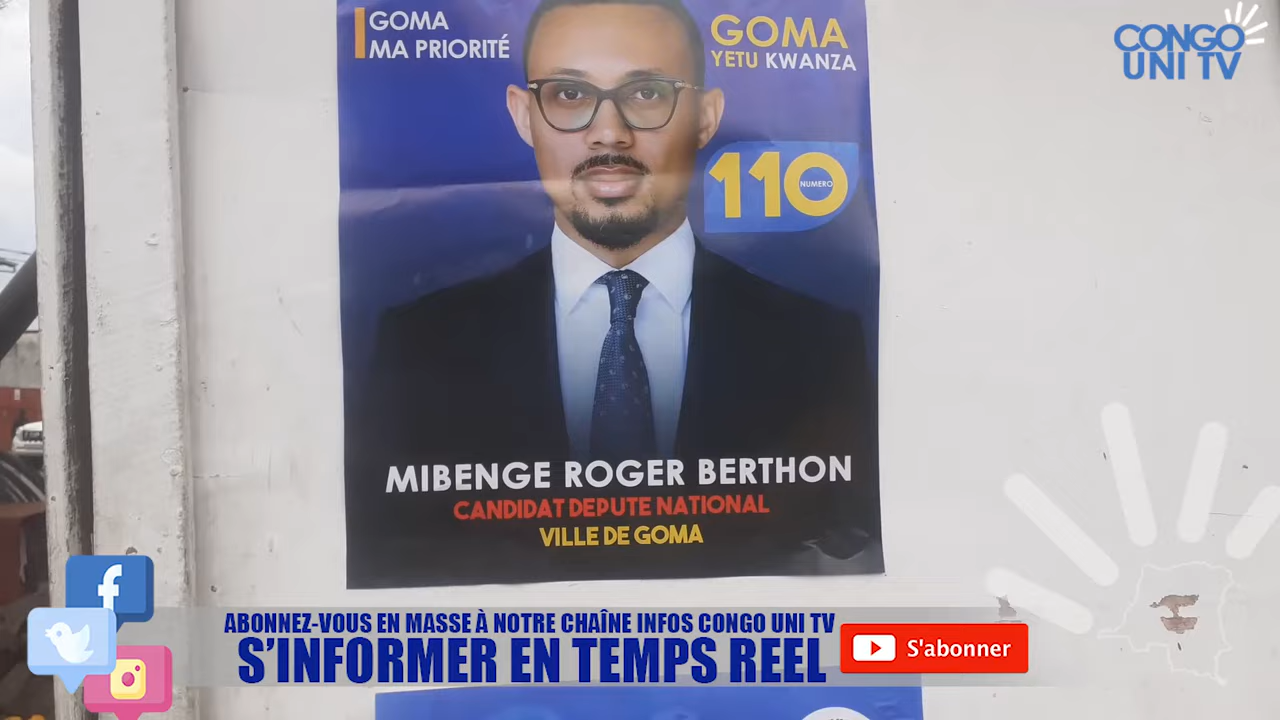 GOMA
MA PRIORITÉ
GOMA
YETU KWANZA
110
NUMERO
MIBENGE ROGER BERTHON
CANDIDAT DEPUTE NATIONAL
VILLE DE GOMA
CONGO
UNI TV
ABONNEZ-VOUS EN MASSE À NOTRE CHAÎNE INFOS CONGO UNI TV
S'INFORMER EN TEMPS REEL
S'abonner